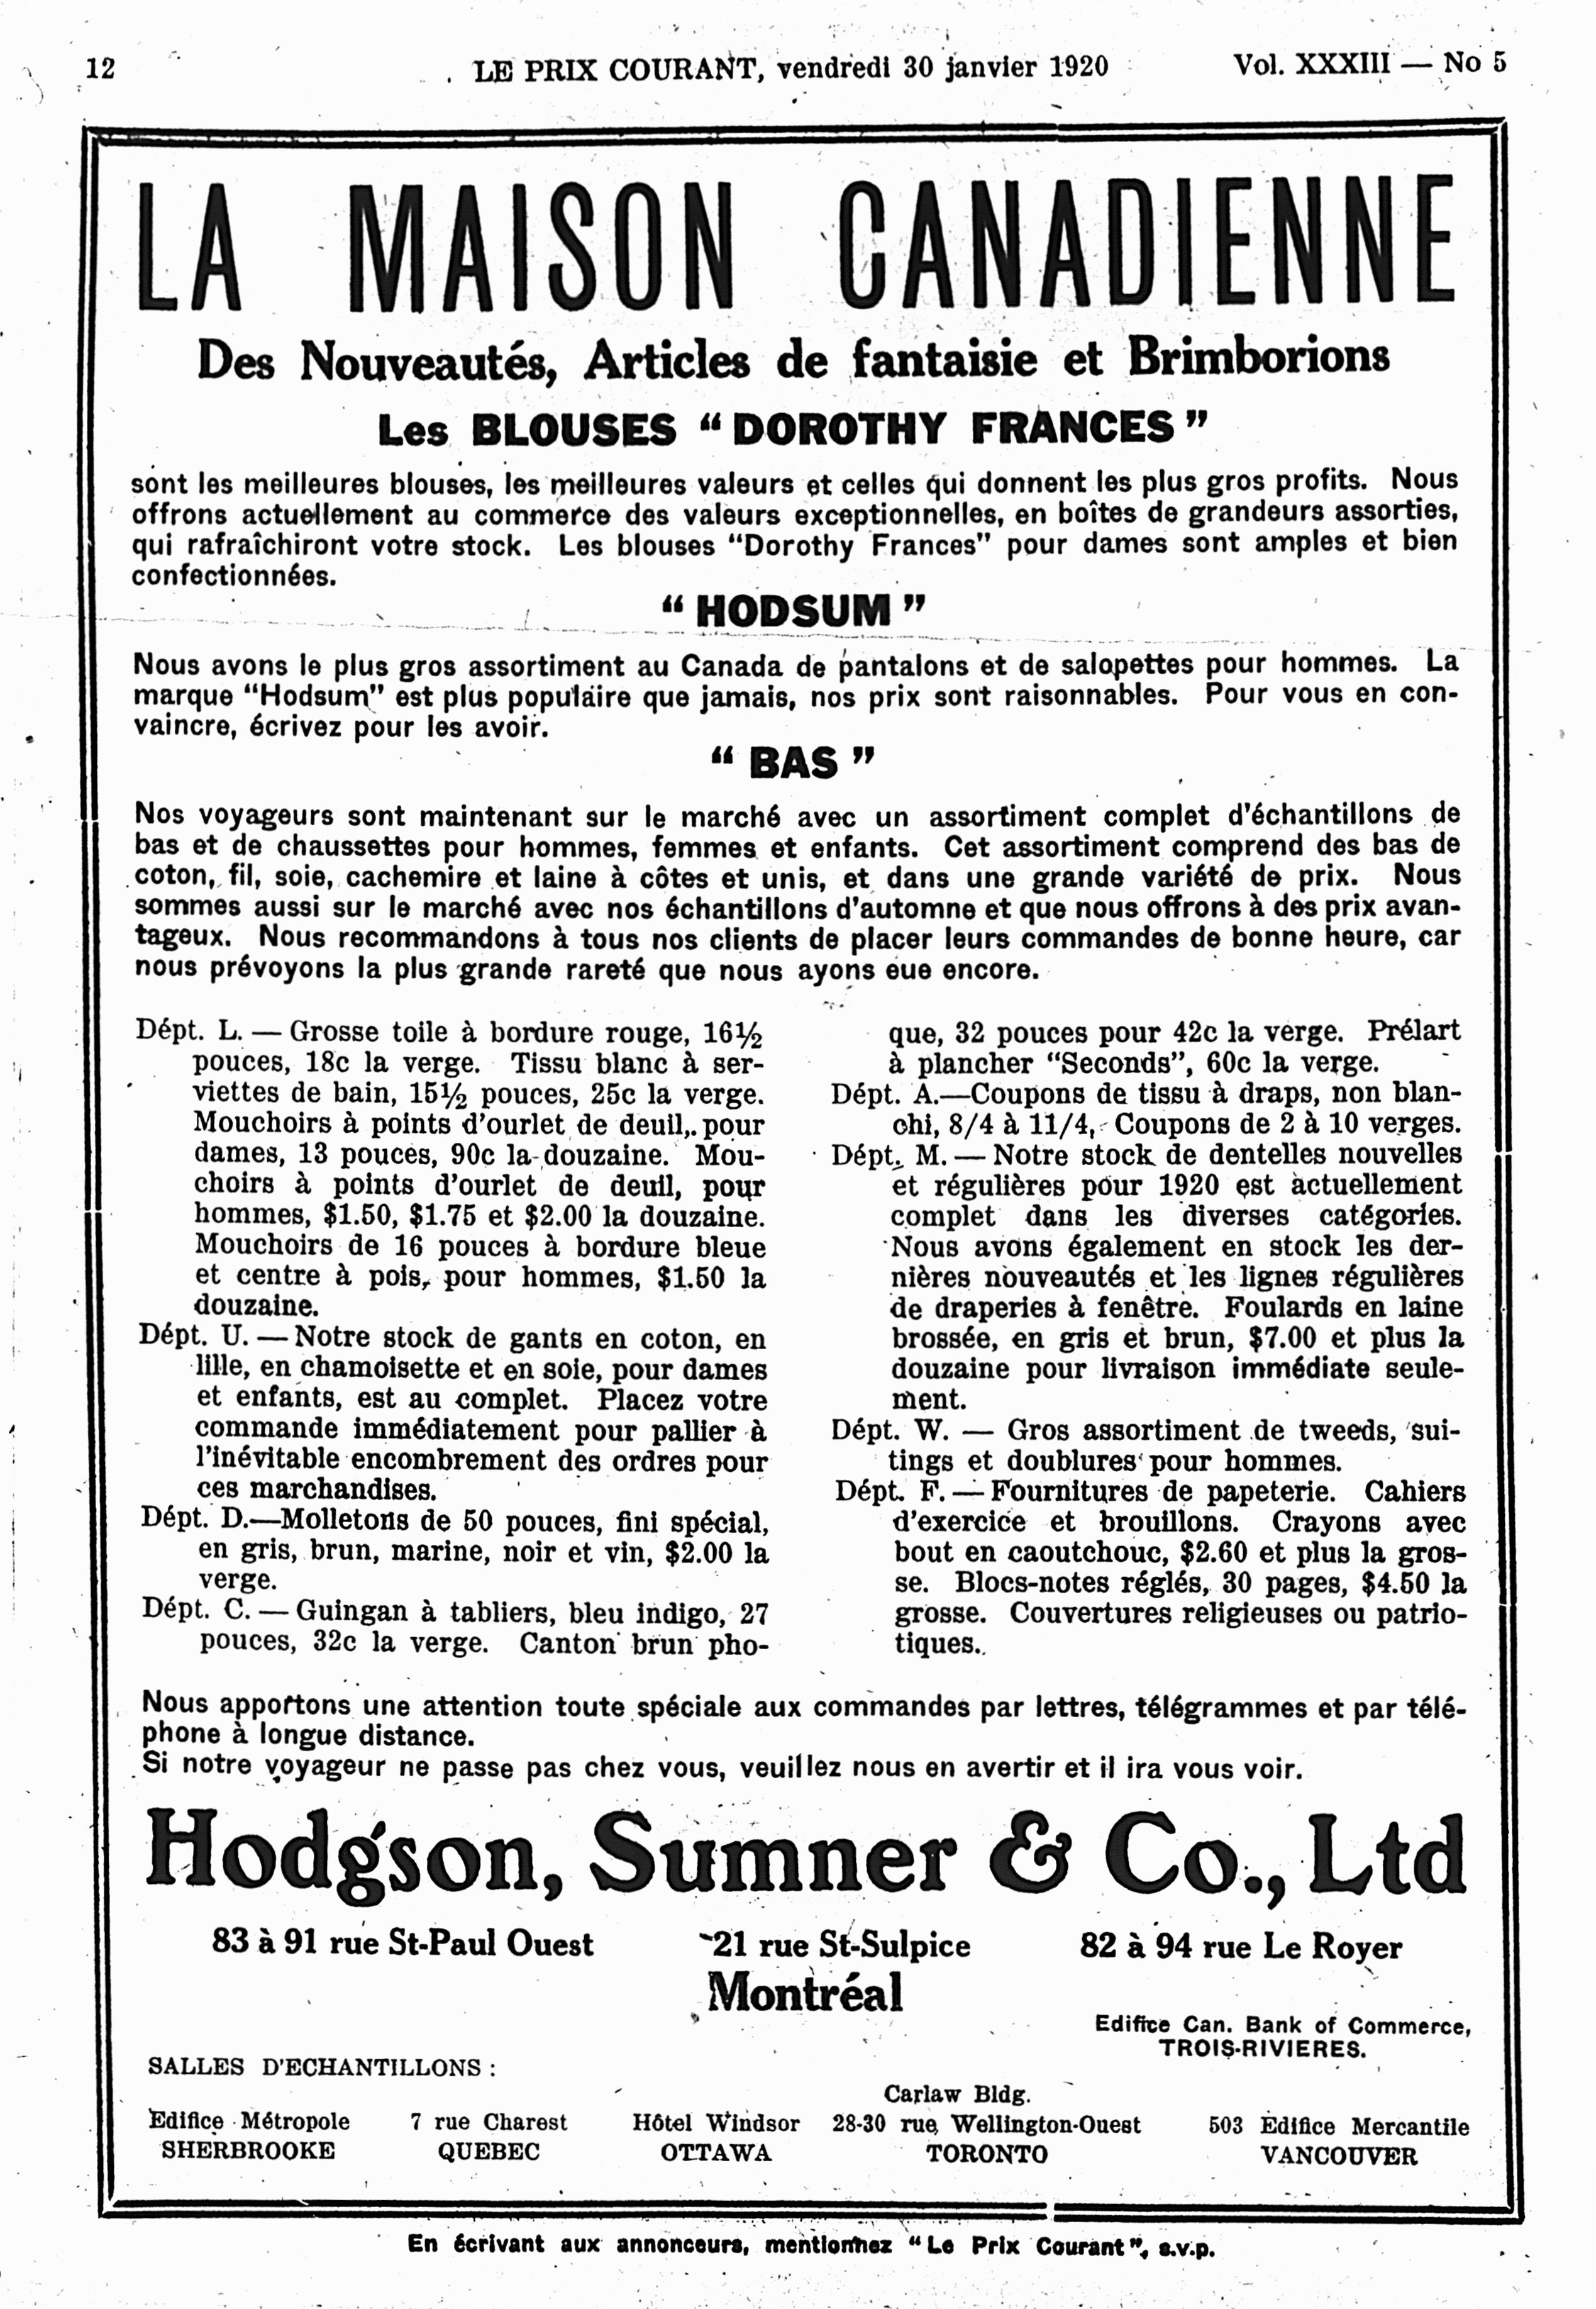 12
LE PRIX COURANT, vendredi 30 janvier 1920
Vol. XXXIII — No 5
LA MAISON CANADIENNE
Des Nouveautés, Articles de fantaisie et Brimborions
Les BLOUSES “ DOROTHY FRANCES ”
sont les meilleures blouses, les meilleures valeurs et celles qui donnent les plus gros profits. Nous
offrons actuellement au commerce des valeurs exceptionnelles, en boîtes de grandeurs assorties,
qui rafraîchiront votre stock. Les blouses “Dorothy Frances” pour dames sont amples et bien
confectionnées.
“ HODSUM ”
Nous avons le plus gros assortiment au Canada de pantalons et de salopettes pour hommes. La
marque “Hodsum” est plus populaire que jamais, nos prix sont raisonnables. Pour vous en con-
vaincre, écrivez pour les avoir.
“ BAS ”
Nos voyageurs sont maintenant sur le marché avec un assortiment complet d'échantillons de
bas et de chaussettes pour hommes, femmes et enfants. Cet assortiment comprend des bas de
coton, fil, soie, cachemire et laine à côtes et unis, et dans une grande variété de prix. Nous
sommes aussi sur le marché avec nos échantillons d'automne et que nous offrons à des prix avan-
tageux. Nous recommandons à tous nos clients de placer leurs commandes de bonne heure, car
nous prévoyons la plus grande rareté que nous ayons eue encore.
Dépt. L. — Grosse toile à bordure rouge, 16½
pouces, 18c la verge. Tissu blanc à ser-
viettes de bain, 15½ pouces, 25c la verge.
Mouchoirs à points d'ourlet de deuil, pour
dames, 13 pouces, 90c la douzaine. Mou-
choirs à points d'ourlet de deuil, pour
hommes, $1.50, $1.75 et $2.00 la douzaine.
Mouchoirs de 16 pouces à bordure bleue
et centre à pois, pour hommes, $1.50 la
douzaine.
Dépt. U. — Notre stock de gants en coton, en
lille, en chamoisette et en soie, pour dames
et enfants, est au complet. Placez votre
commande immédiatement pour pallier à
l'inévitable encombrement des ordres pour
ces marchandises.
Dépt. D.—Molletons de 50 pouces, fini spécial,
en gris, brun, marine, noir et vin, $2.00 la
verge.
Dépt. C. — Guingan à tabliers, bleu indigo, 27
pouces, 32c la verge. Canton brun pho-
que, 32 pouces pour 42c la verge. Prélart
à plancher “Seconds”, 60c la verge.
Dépt. A.—Coupons de tissu à draps, non blan-
chi, 8/4 à 11/4, Coupons de 2 à 10 verges.
Dépt. M. — Notre stock de dentelles nouvelles
et régulières pour 1920 est actuellement
complet dans les diverses catégories.
Nous avons également en stock les der-
nières nouveautés et les lignes régulières
de draperies à fenêtre. Foulards en laine
brossée, en gris et brun, $7.00 et plus la
douzaine pour livraison immédiate seule-
ment.
Dépt. W. — Gros assortiment de tweeds, sui-
tings et doublures pour hommes.
Dépt. F. — Fournitures de papeterie. Cahiers
d'exercice et brouillons. Crayons avec
bout en caoutchouc, $2.60 et plus la gros-
se. Blocs-notes réglés, 30 pages, $4.50 la
grosse. Couvertures religieuses ou patrio-
tiques.
Nous apportons une attention toute spéciale aux commandes par lettres, télégrammes et par télé-
phone à longue distance.
Si notre voyageur ne passe pas chez vous, veuillez nous en avertir et il ira vous voir.
Hodgson, Sumner & Co., Ltd
83 à 91 rue St-Paul Ouest 21 rue St-Sulpice 82 à 94 rue Le Royer
Montréal
Edifice Can. Bank of Commerce,
TROIS-RIVIERES.
SALLES D'ECHANTILLONS :
Carlaw Bldg.
Edifice Métropole 7 rue Charest Hôtel Windsor 28-30 rue Wellington-Ouest 503 Edifice Mercantile
SHERBROOKE QUEBEC OTTAWA TORONTO VANCOUVER
En écrivant aux annonceurs, mentionnez “ Le Prix Courant ”, s.v.p.